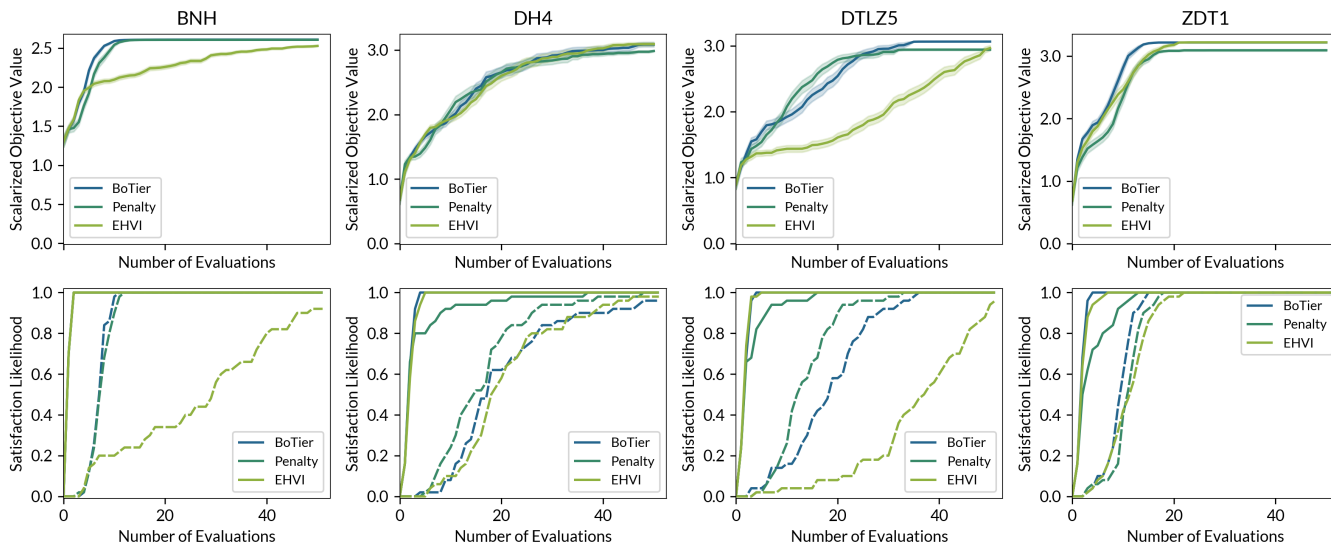 BNH
DH4
DTLZ5
ZDT1
Scalarized Objective Value
2.5
2.0
1.5
1.0
0.5
0.0
BoTier
Penalty
EHVI
Number of Evaluations
Scalarized Objective Value
3.0
2.0
1.0
0.0
BoTier
Penalty
EHVI
Number of Evaluations
Scalarized Objective Value
3.0
2.0
1.0
0.0
BoTier
Penalty
EHVI
Number of Evaluations
Scalarized Objective Value
3.0
2.0
1.0
0.0
BoTier
Penalty
EHVI
Number of Evaluations
Satisfaction Likelihood
1.0
0.8
0.6
0.4
0.2
0.0
BoTier
Penalty
EHVI
0 20 40
Number of Evaluations
Satisfaction Likelihood
1.0
0.8
0.6
0.4
0.2
0.0
BoTier
Penalty
EHVI
0 20 40
Number of Evaluations
Satisfaction Likelihood
1.0
0.8
0.6
0.4
0.2
0.0
BoTier
Penalty
EHVI
0 20 40
Number of Evaluations
Satisfaction Likelihood
1.0
0.8
0.6
0.4
0.2
0.0
BoTier
Penalty
EHVI
0 20 40
Number of Evaluations